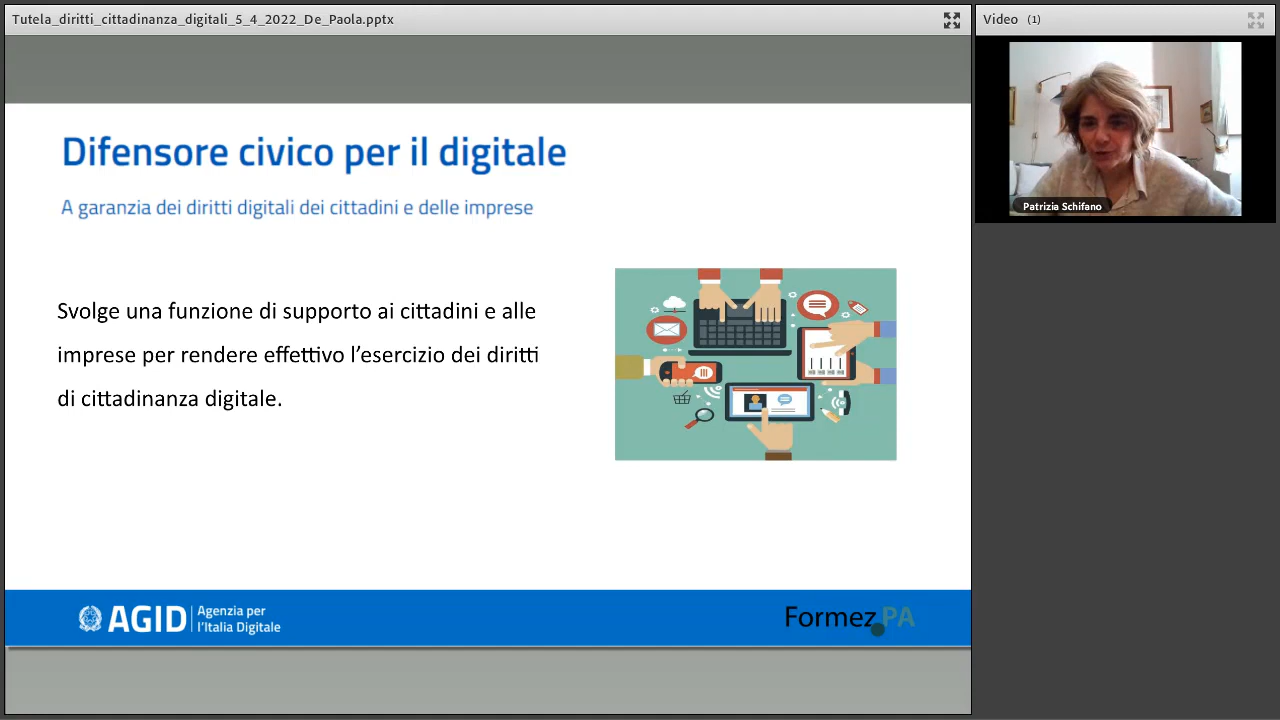 Tutela_diritti_cittadinanza_digitali_5_4_2022_De_Paola.pptx
Video (1)
Patrizia Schifano
Difensore civico per il digitale
A garanzia dei diritti digitali dei cittadini e delle imprese
Svolge una funzione di supporto ai cittadini e alle
imprese per rendere effettivo l’esercizio dei diritti
di cittadinanza digitale.
AGID
Agenzia per
l’Italia Digitale
Formez PA